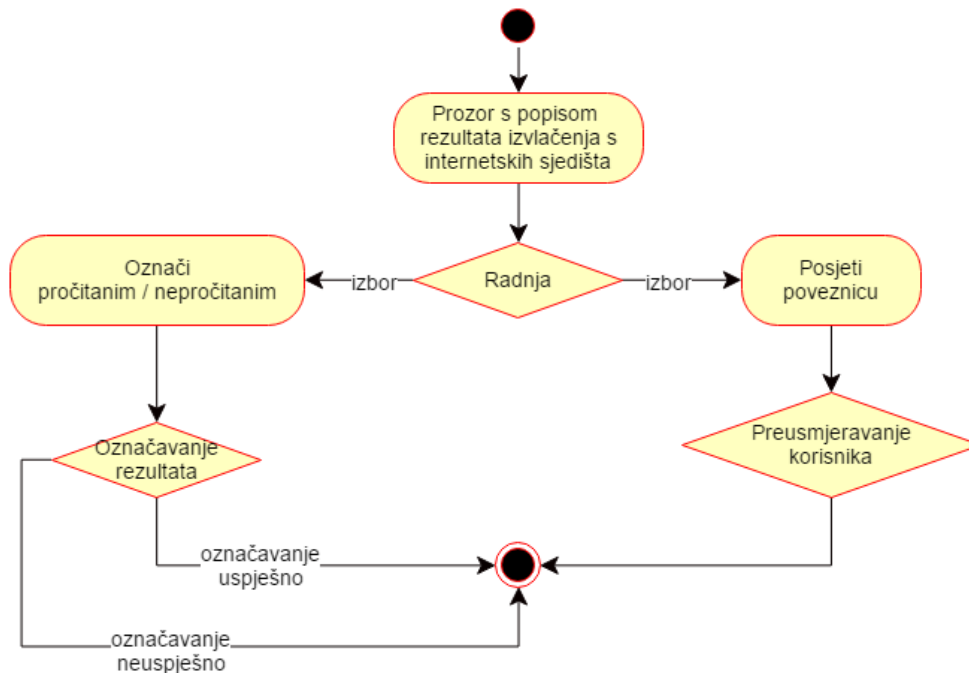 Prozor s popisom
rezultata izvlačenja s
internetskih sjedišta
Označi
pročitanim / nepročitanim
izbor
Radnja
izbor
Posjeti
poveznicu
Označavanje
rezultata
Preusmjeravanje
korisnika
označavanje
uspješno
označavanje
neuspješno